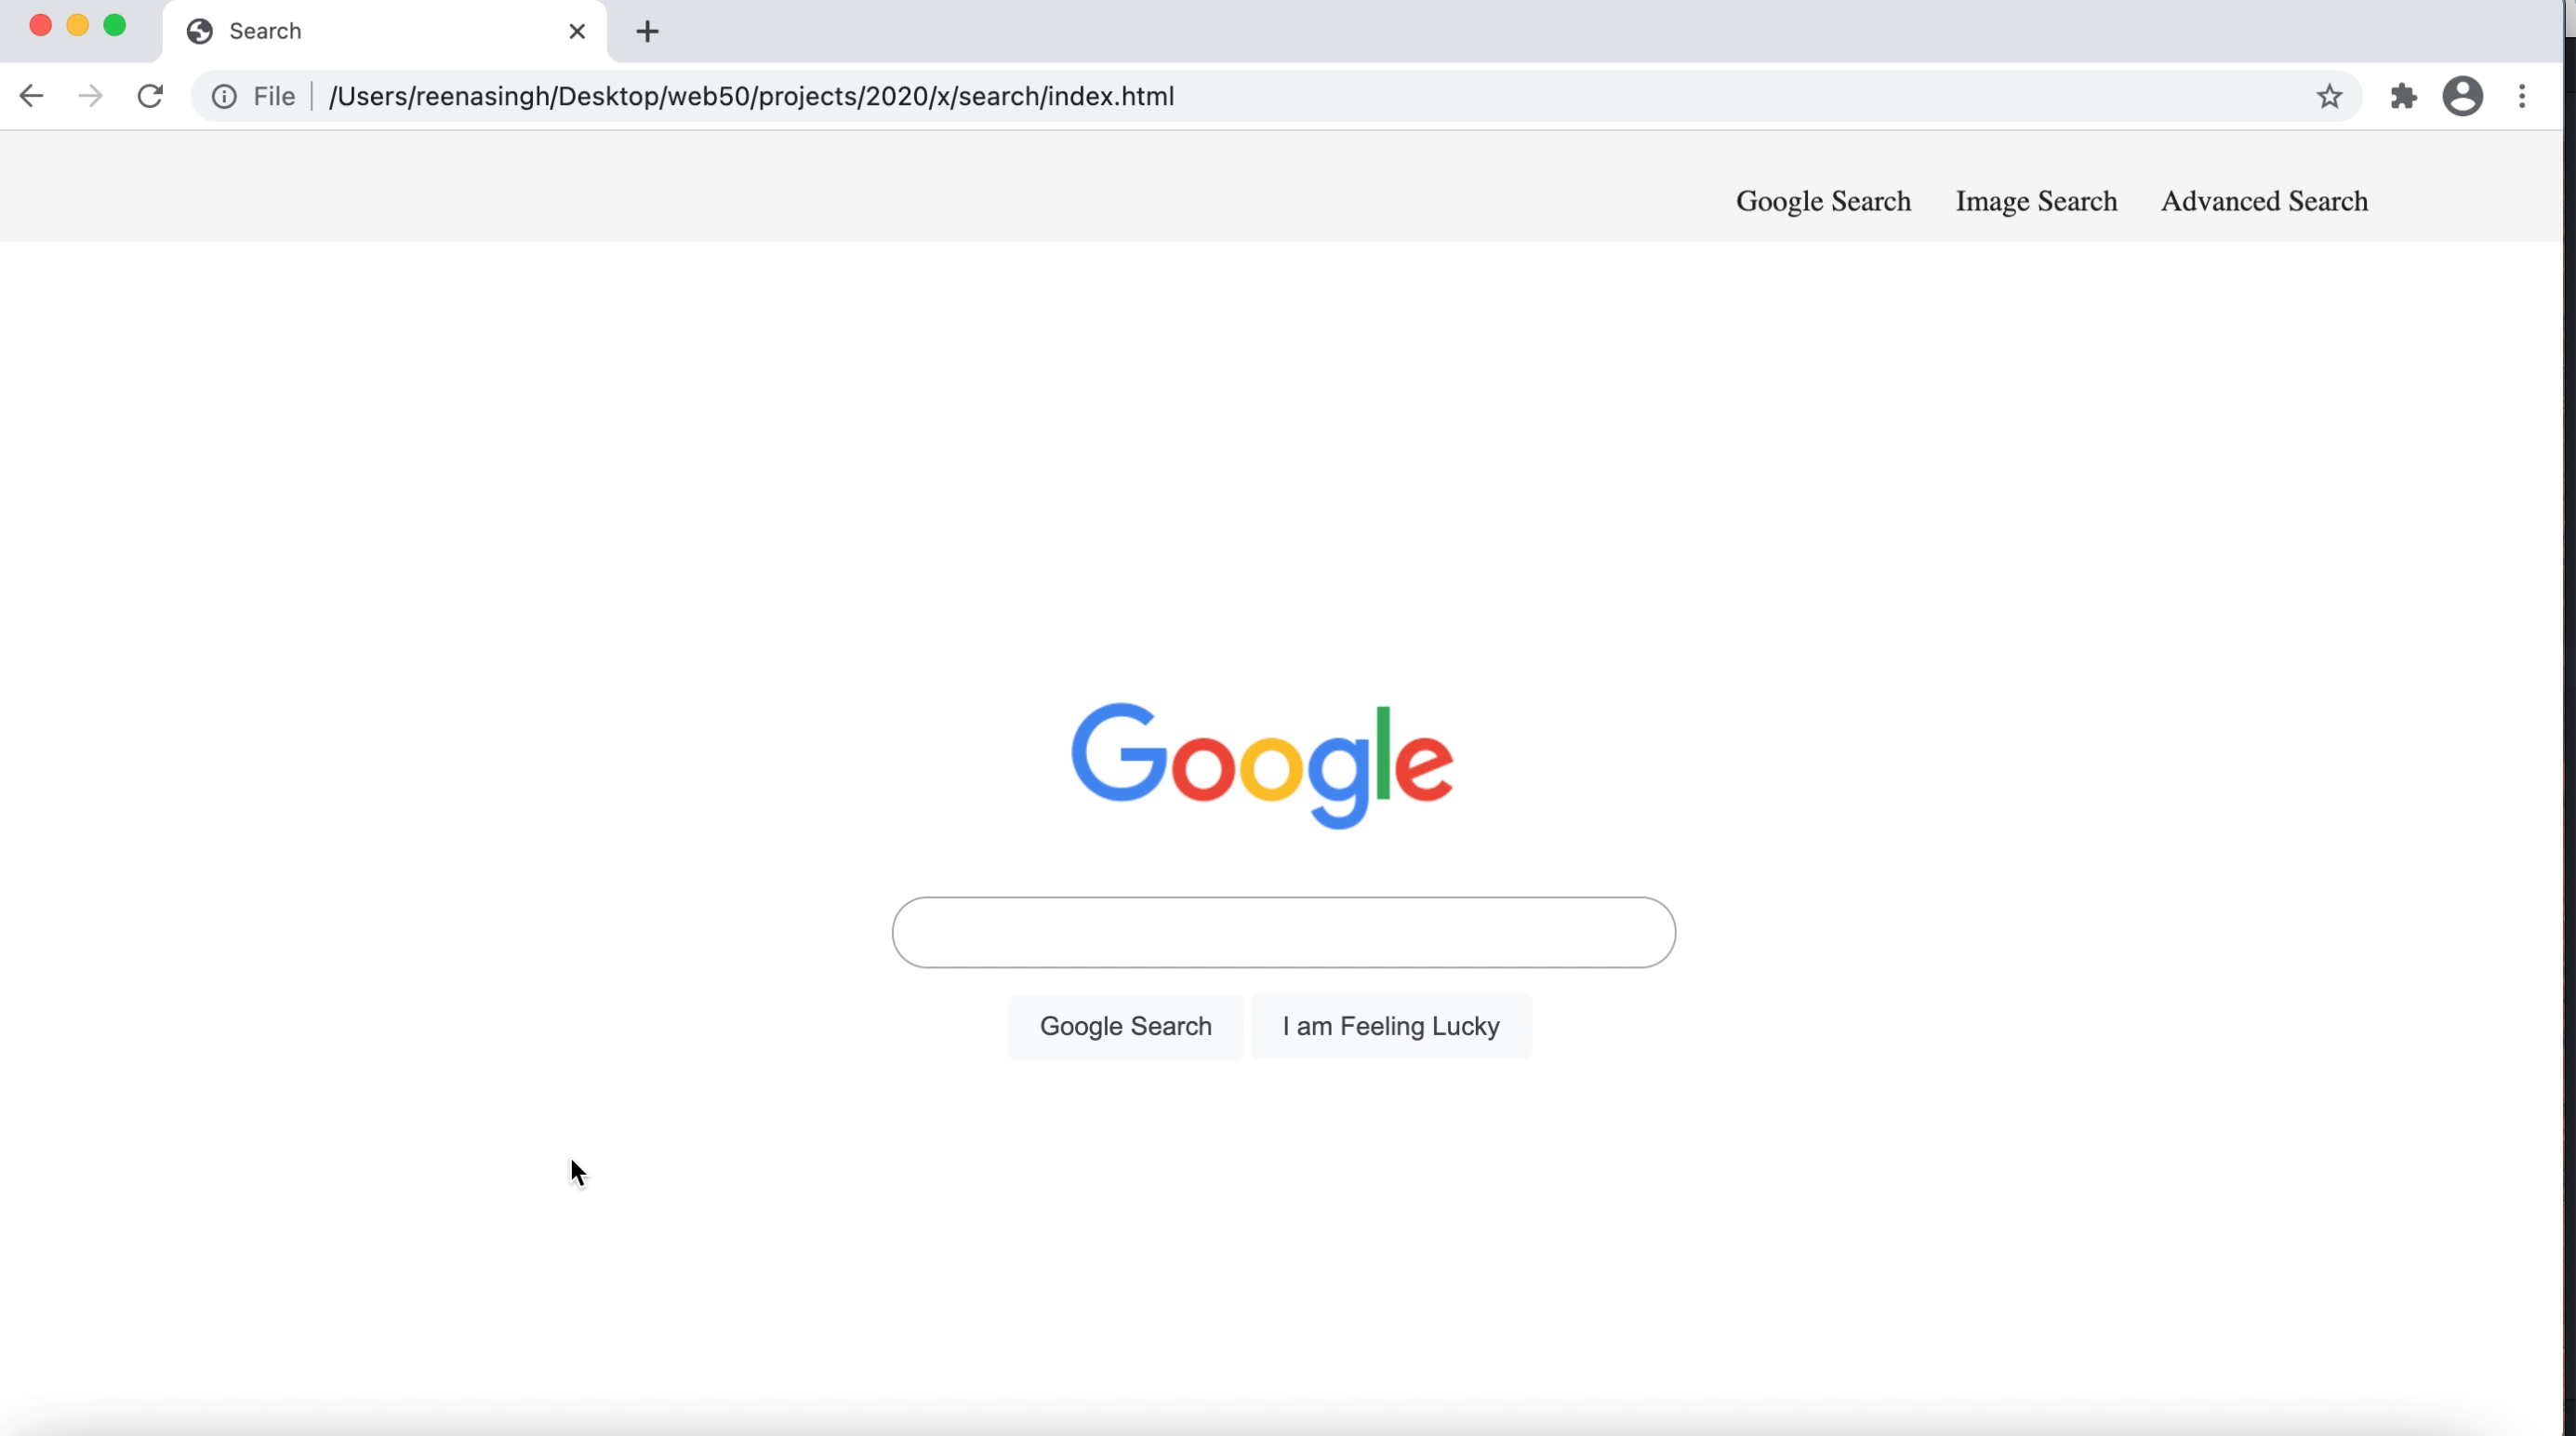 Search
File /Users/reenasingh/Desktop/web50/projects/2020/x/search/index.html
Google Search Image Search Advanced Search
Google
Google Search I am Feeling Lucky